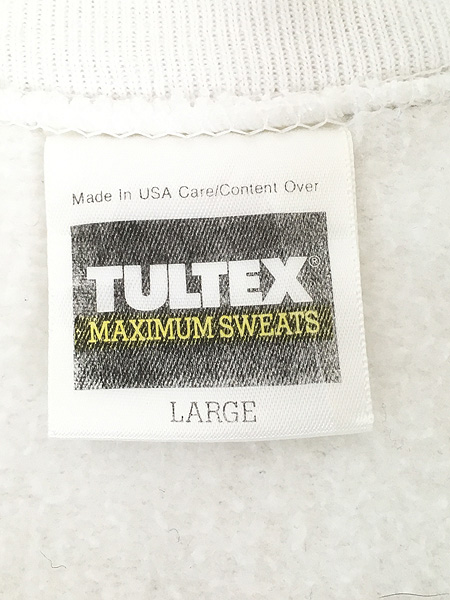 Made In USA Care/Content Over
TULTEX®
MAXIMUM SWEATS
LARGE